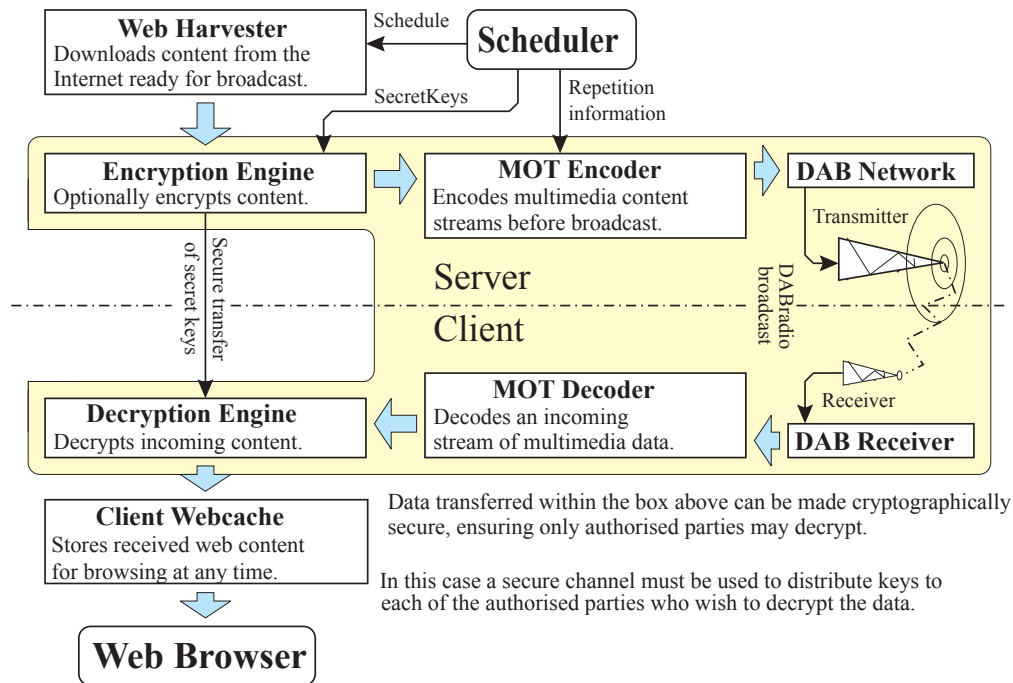 Web Harvester
Downloads content from the
Internet ready for broadcast.
Schedule
Scheduler
SecretKeys
Repetition
information
Encryption Engine
Optionally encrypts content.
MOT Encoder
Encodes multimedia content
streams before broadcast.
DAB Network
Transmitter
Secure transfer
of secret keys
Server
DABradio
broadcast
Client
Receiver
MOT Decoder
Decodes an incoming
stream of multimedia data.
DAB Receiver
Decryption Engine
Decrypts incoming content.
Client Webcache
Stores received web content
for browsing at any time.
Data transferred within the box above can be made cryptographically
secure, ensuring only authorised parties may decrypt.
In this case a secure channel must be used to distribute keys to
each of the authorised parties who wish to decrypt the data.
Web Browser